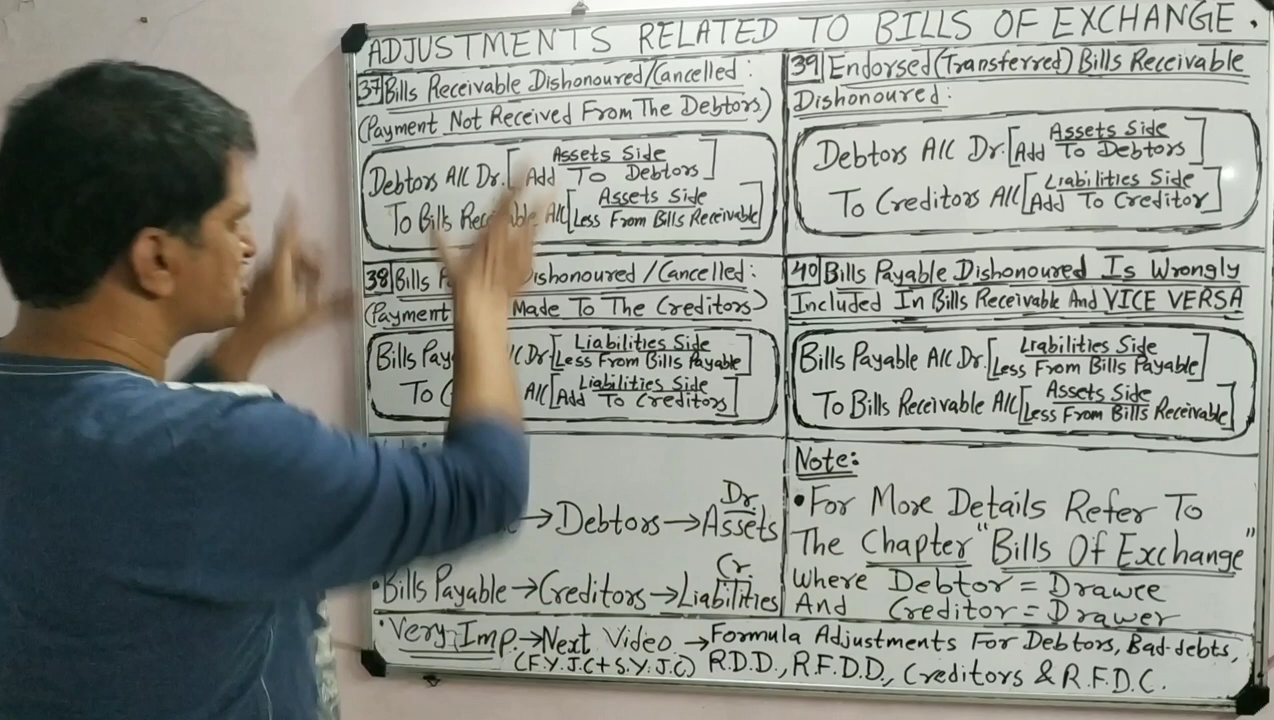 ADJUSTMENTS RELATED TO BILLS OF EXCHANGE.
37 Bills Receivable Dishonoured/Cancelled:
(Payment Not Received From The Debtors)
Debtors A/C Dr. [Assets Side
Add To Debtors]
To Bills Receivable A/C [Assets Side
Less From Bills Receivable]
38 Bills Dishonoured/Cancelled:
(Payment Made To The Creditors)
Bills Pay Dr [Liabilities Side
Less From Bills Payable]
To A/C [Liabilities Side
Add To Creditors]
Dr.
→Debtors→Assets
Cr.
•Bills Payable→Creditors→Liabilities
39 Endorsed(Transferred) Bills Receivable
Dishonoured:
Debtors A/C Dr. [Assets Side
Add To Debtors]
To Creditors A/C [Liabilities Side
Add To Creditor]
40 Bills Payable Dishonoured Is Wrongly
Included In Bills Receivable And VICE VERSA
Bills Payable A/C Dr. [Liabilities Side
Less From Bills Payable]
To Bills Receivable A/C [Assets Side
Less From Bills Receivable]
Note:
•For More Details Refer To
The Chapter "Bills Of Exchange"
Where Debtor = Drawee
And Creditor = Drawer
•Very Imp.→Next Video→Formula Adjustments For Debtors, Bad-debts,
(F.Y.J.C+S.Y.J.C) R.D.D., R.F.D.D., Creditors & R.F.D.C.